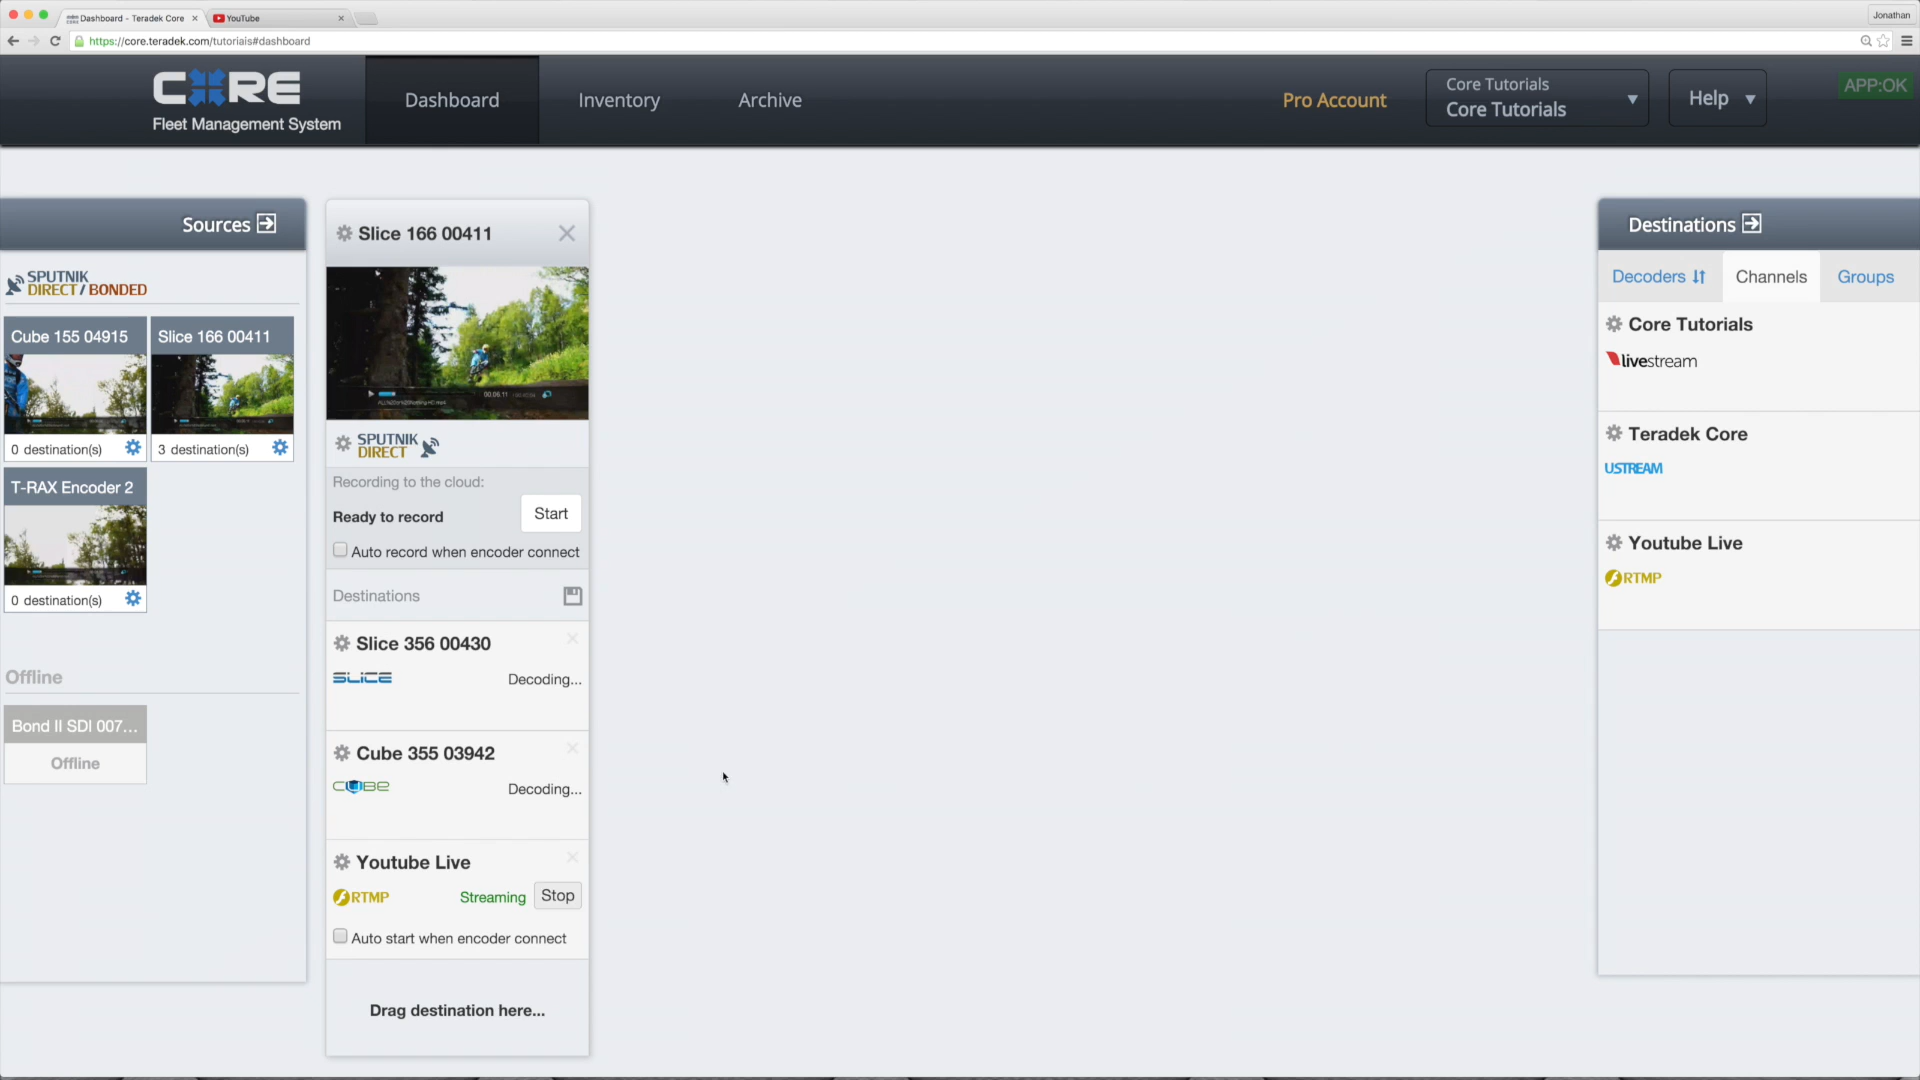 Dashboard - Teradek Core
YouTube
Jonathan
https://core.teradek.com/tutorials#dashboard
CORE
Fleet Management System
Dashboard
Inventory
Archive
Pro Account
Core Tutorials
Core Tutorials
Help
APP:OK
Sources
SPUTNIK
DIRECT / BONDED
Cube 155 04915
Slice 166 00411
0 destination(s)
3 destination(s)
T-RAX Encoder 2
0 destination(s)
Offline
Bond II SDI 007...
Offline
Slice 166 00411
00:06:11
SPUTNIK
DIRECT
Recording to the cloud:
Ready to record
Start
Auto record when encoder connect
Destinations
Slice 356 00430
SLICE
Decoding...
Cube 355 03942
CUBE
Decoding...
Youtube Live
RTMP
Streaming
Stop
Auto start when encoder connect
Drag destination here...
Destinations
Decoders
Channels
Groups
Core Tutorials
livestream
Teradek Core
USTREAM
Youtube Live
RTMP